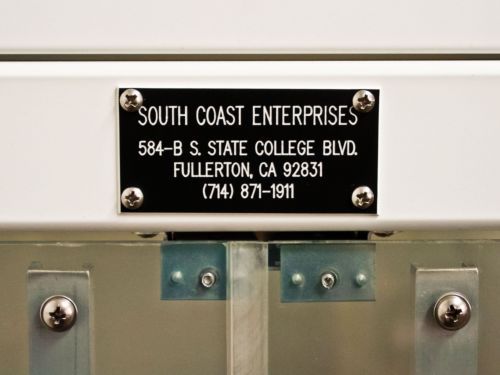 SOUTH COAST ENTERPRISES
584-B S. STATE COLLEGE BLVD.
FULLERTON, CA 92831
(714) 871-1911